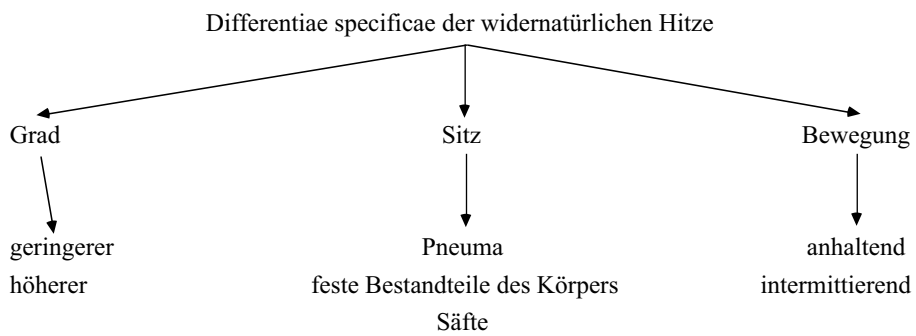 Differentiae specificae der widernatürlichen Hitze
Grad Sitz Bewegung
geringerer Pneuma anhaltend
höherer feste Bestandteile des Körpers intermittierend
Säfte